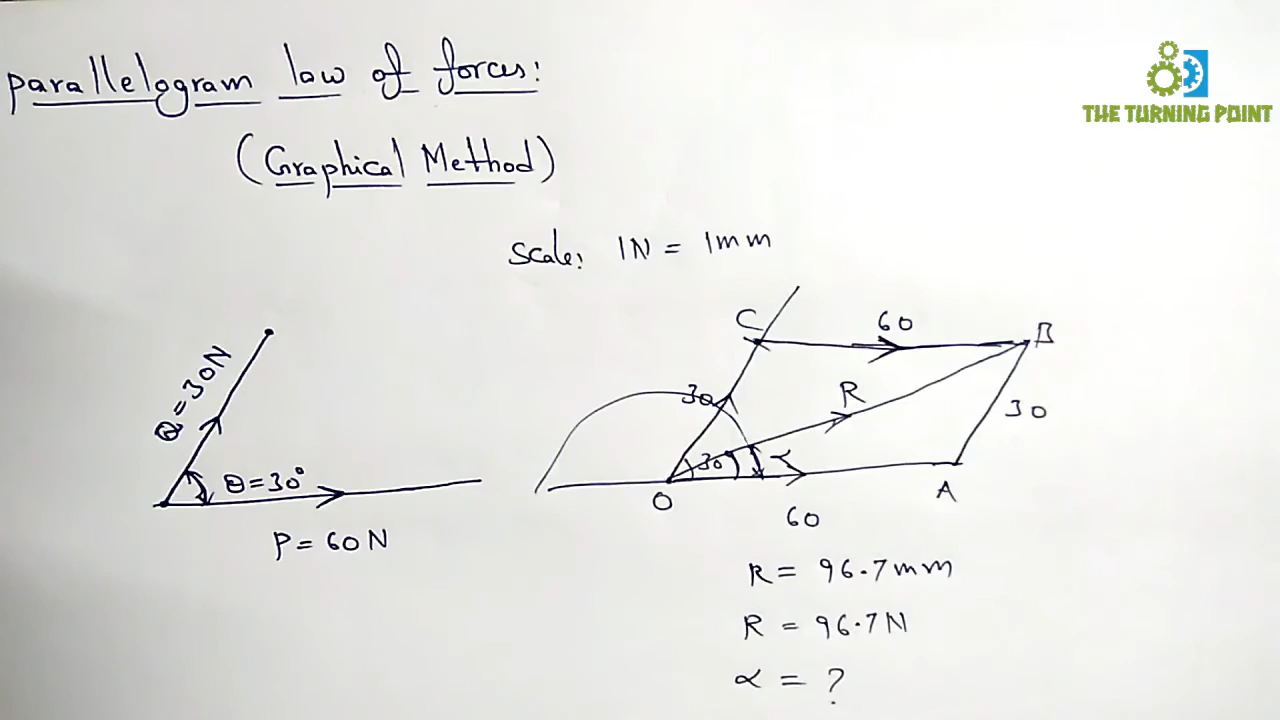 parallelogram law of forces:
THE TURNING POINT
(Graphical Method)
Scale: 1N = 1mm
Q=30N
θ=30°
P=60N
C
60
B
30
R
30
30°
α
O
60
A
R = 96.7mm
R = 96.7N
α = ?